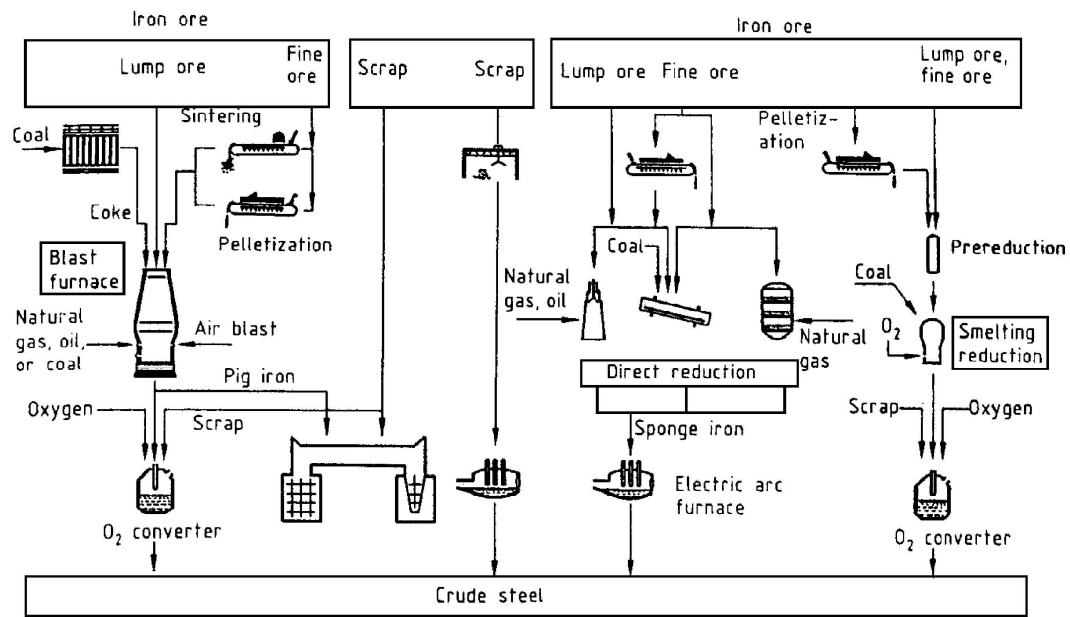 Iron ore
Lump ore
Fine
ore
Scrap
Scrap
Iron ore
Lump ore
Fine ore
Lump ore,
fine ore
Coal
Sintering
Pelletiz-
ation
Coke
Pelletization
Blast
furnace
Coal
Prereduction
Natural
gas, oil
Coal
Natural
gas, oil,
or coal
Air blast
O2
Natural
gas
Smelting
reduction
Pig iron
Direct reduction
Oxygen
Scrap
Sponge iron
Scrap
Oxygen
Electric arc
furnace
O2 converter
O2 converter
Crude steel